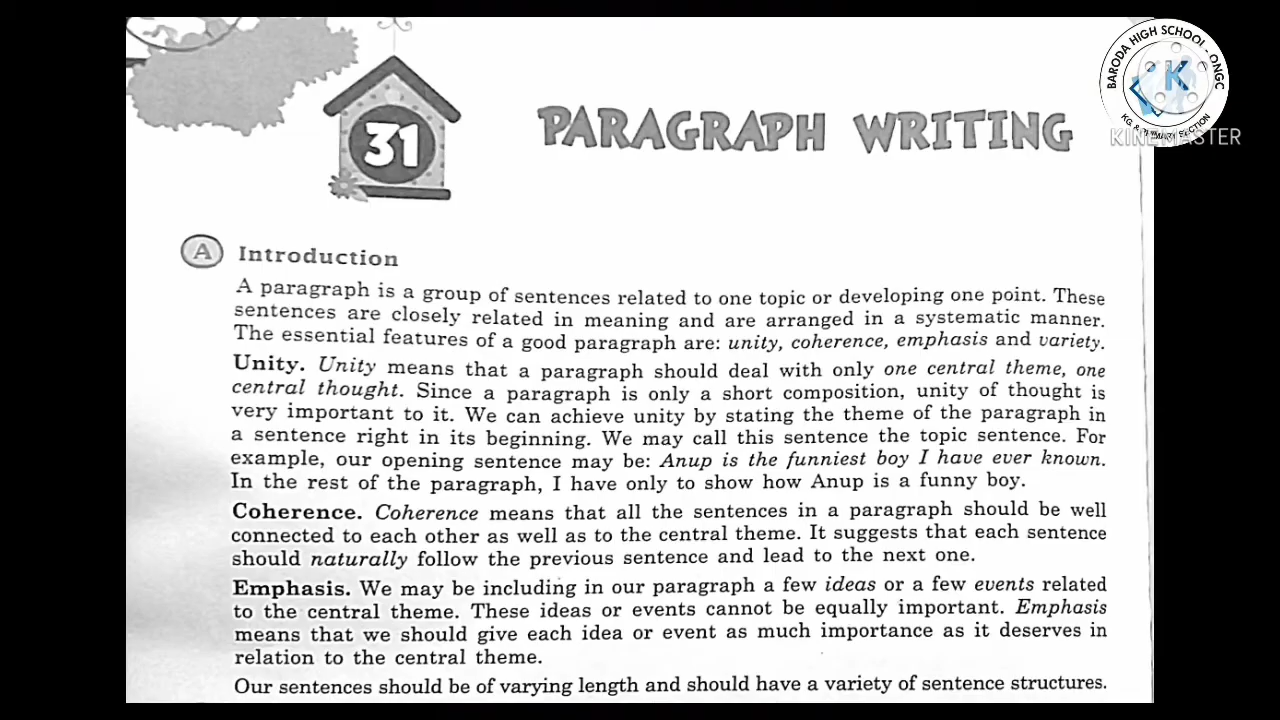 BARODA HIGH SCHOOL - ONGC
K
KG & PRIMARY SECTION
KINEMASTER
31
PARAGRAPH WRITING
A Introduction
A paragraph is a group of sentences related to one topic or developing one point. These
sentences are closely related in meaning and are arranged in a systematic manner.
The essential features of a good paragraph are: unity, coherence, emphasis and variety.
Unity. Unity means that a paragraph should deal with only one central theme, one
central thought. Since a paragraph is only a short composition, unity of thought is
very important to it. We can achieve unity by stating the theme of the paragraph in
a sentence right in its beginning. We may call this sentence the topic sentence. For
example, our opening sentence may be: Anup is the funniest boy I have ever known.
In the rest of the paragraph, I have only to show how Anup is a funny boy.
Coherence. Coherence means that all the sentences in a paragraph should be well
connected to each other as well as to the central theme. It suggests that each sentence
should naturally follow the previous sentence and lead to the next one.
Emphasis. We may be including in our paragraph a few ideas or a few events related
to the central theme. These ideas or events cannot be equally important. Emphasis
means that we should give each idea or event as much importance as it deserves in
relation to the central theme.
Our sentences should be of varying length and should have a variety of sentence structures.